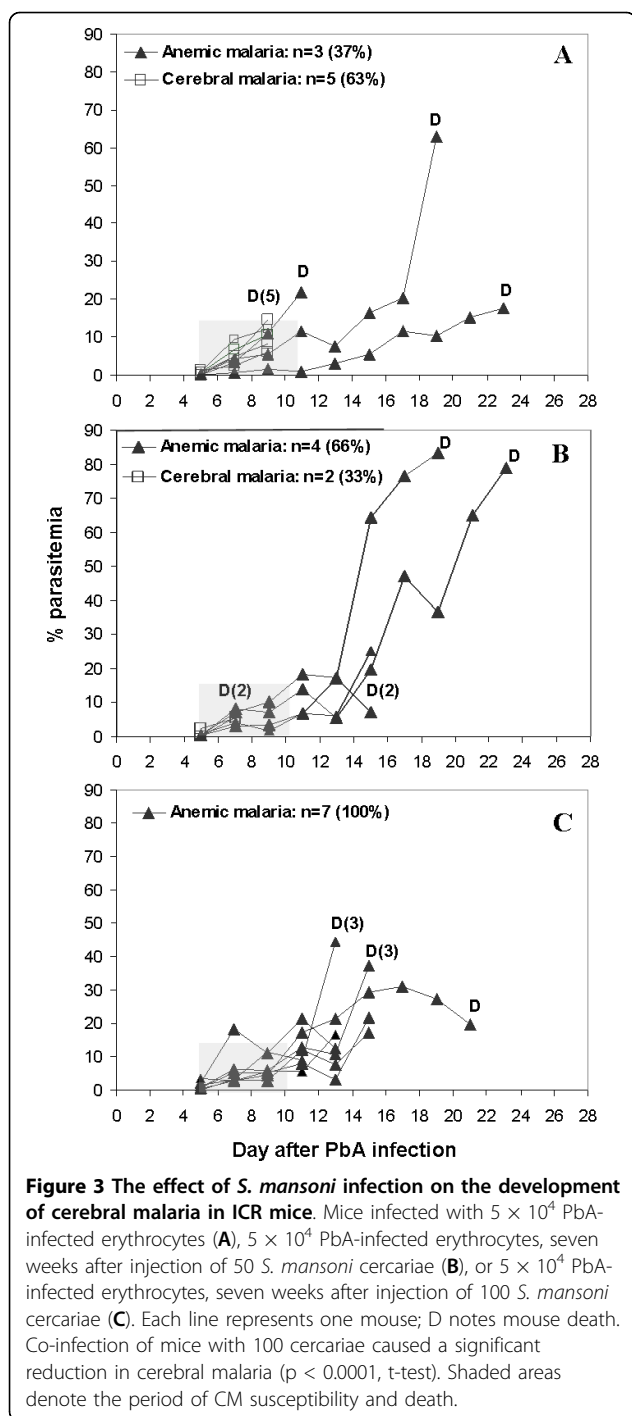 Anemic malaria: n=3 (37%)
Cerebral malaria: n=5 (63%)
A
90
80
70
60
50
40
30
20
10
0
D
D
D(5)
D
0 2 4 6 8 10 12 14 16 18 20 22 24 26 28
% parasitemia
Anemic malaria: n=4 (66%)
Cerebral malaria: n=2 (33%)
B
90
80
70
60
50
40
30
20
10
0
D
D
D(2)
D(2)
0 2 4 6 8 10 12 14 16 18 20 22 24 26 28
Anemic malaria: n=7 (100%)
C
90
80
70
60
50
40
30
20
10
0
D(3)
D(3)
D
0 2 4 6 8 10 12 14 16 18 20 22 24 26 28
Day after PbA infection
Figure 3 The effect of S. mansoni infection on the development
of cerebral malaria in ICR mice. Mice infected with 5 × 10⁴ PbA-
infected erythrocytes (A), 5 × 10⁴ PbA-infected erythrocytes, seven
weeks after injection of 50 S. mansoni cercariae (B), or 5 × 10⁴ PbA-
infected erythrocytes, seven weeks after injection of 100 S. mansoni
cercariae (C). Each line represents one mouse; D notes mouse death.
Co-infection of mice with 100 cercariae caused a significant
reduction in cerebral malaria (p < 0.0001, t-test). Shaded areas
denote the period of CM susceptibility and death.